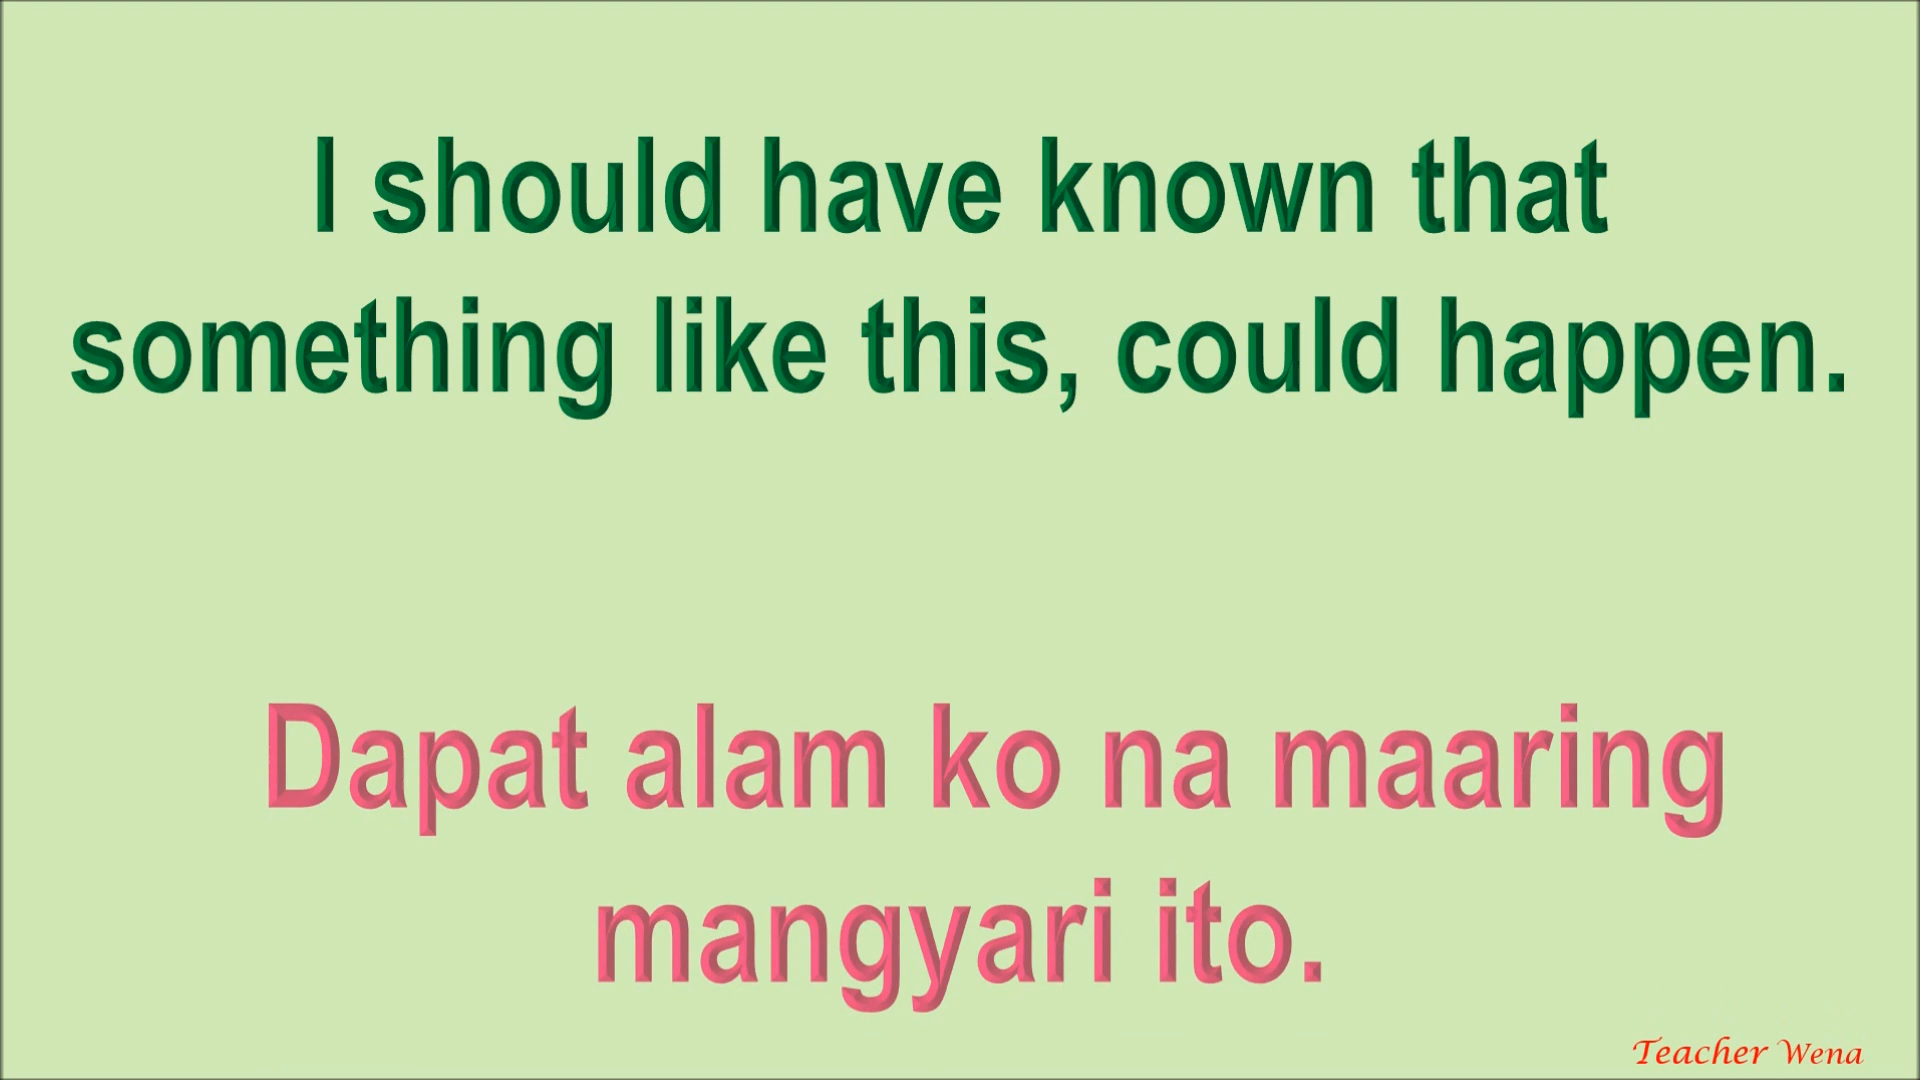 I should have known that
something like this, could happen.
Dapat alam ko na maaring
mangyari ito.
Teacher Wena